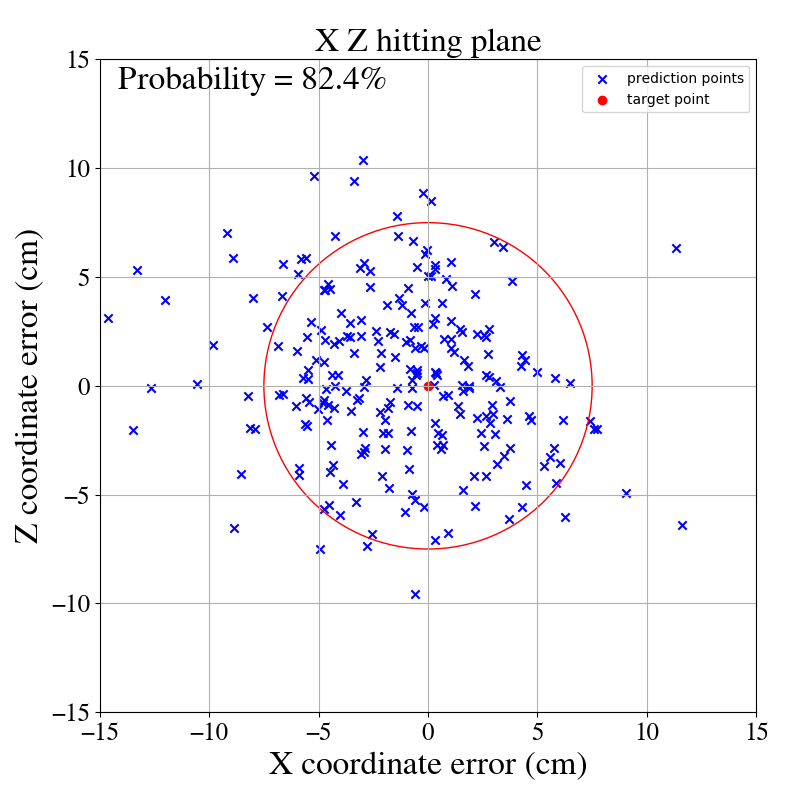 X Z hitting plane
Probability = 82.4%
prediction points
target point
15
10
5
0
−5
−10
−15
Z coordinate error (cm)
−15 −10 −5 0 5 10 15
X coordinate error (cm)